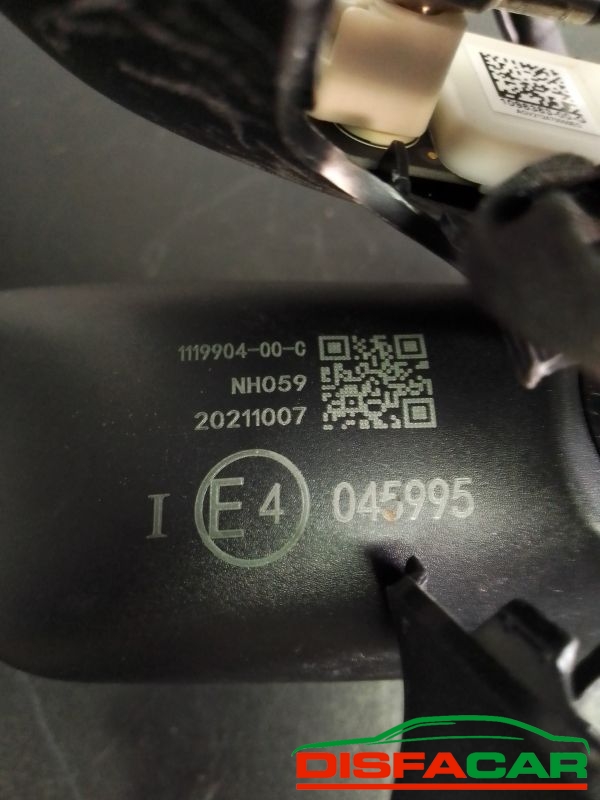 1119904-00-C
NH059
20211007
I E4 045995
DISFACAR